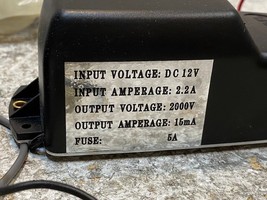 INPUT VOLTAGE: DC 12V
INPUT AMPERAGE: 2.2A
OUTPUT VOLTAGE: 2000V
OUTPUT AMPERAGE: 15mA
FUSE: 5A